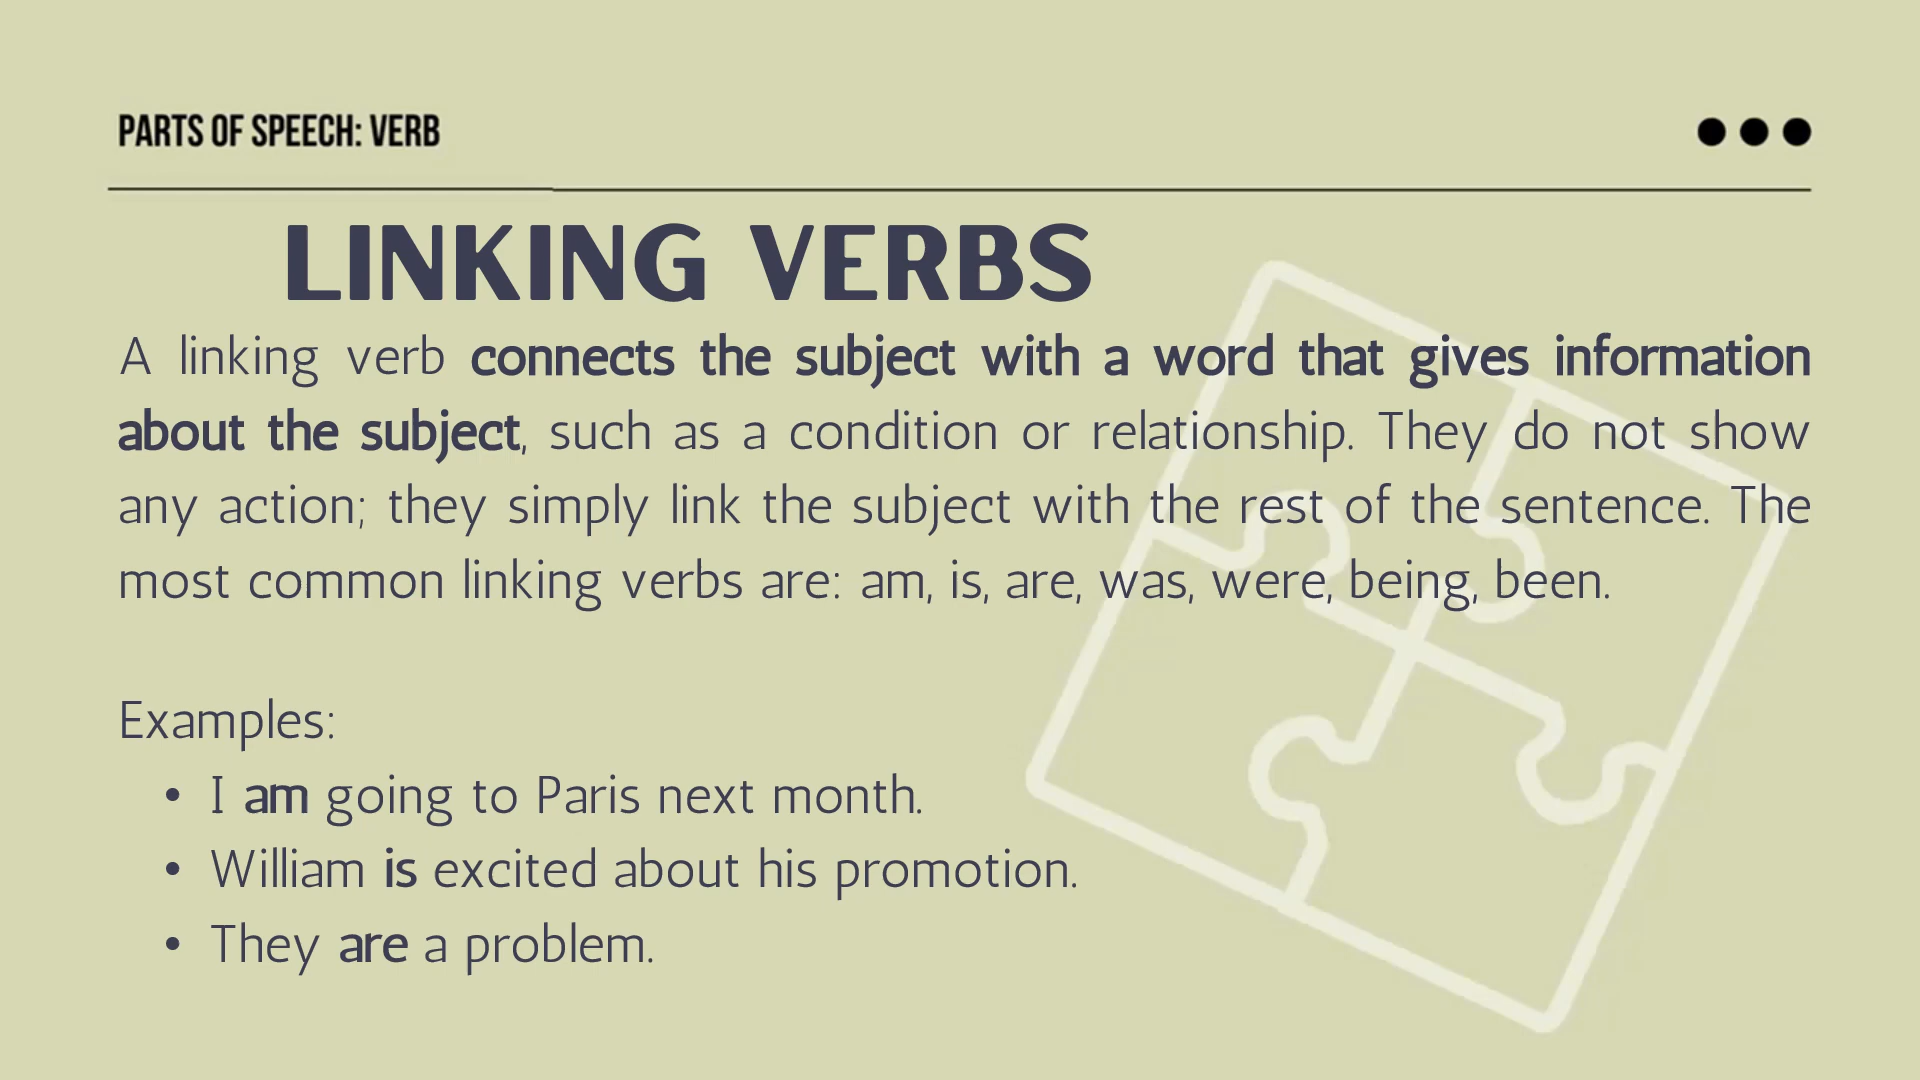 PARTS OF SPEECH: VERB
LINKING VERBS
A linking verb connects the subject with a word that gives information
about the subject, such as a condition or relationship. They do not show
any action; they simply link the subject with the rest of the sentence. The
most common linking verbs are: am, is, are, was, were, being, been.
Examples:
• I am going to Paris next month.
• William is excited about his promotion.
• They are a problem.